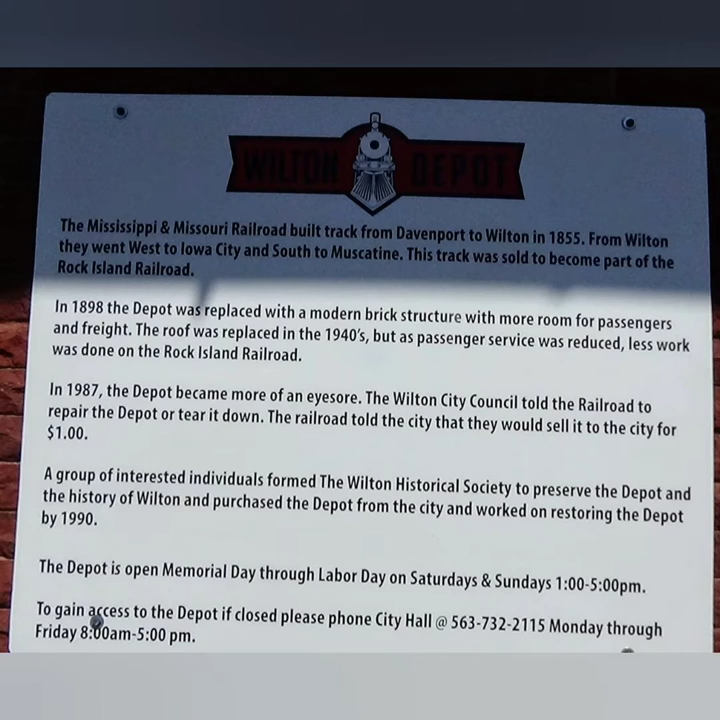 WILTON DEPOT
The Mississippi & Missouri Railroad built track from Davenport to Wilton in 1855. From Wilton
they went West to Iowa City and South to Muscatine. This track was sold to become part of the
Rock Island Railroad.
In 1898 the Depot was replaced with a modern brick structure with more room for passengers
and freight. The roof was replaced in the 1940's, but as passenger service was reduced, less work
was done on the Rock Island Railroad.
In 1987, the Depot became more of an eyesore. The Wilton City Council told the Railroad to
repair the Depot or tear it down. The railroad told the city that they would sell it to the city for
$1.00.
A group of interested individuals formed The Wilton Historical Society to preserve the Depot and
the history of Wilton and purchased the Depot from the city and worked on restoring the Depot
by 1990.
The Depot is open Memorial Day through Labor Day on Saturdays & Sundays 1:00-5:00pm.
To gain access to the Depot if closed please phone City Hall @ 563-732-2115 Monday through
Friday 8:00am-5:00 pm.